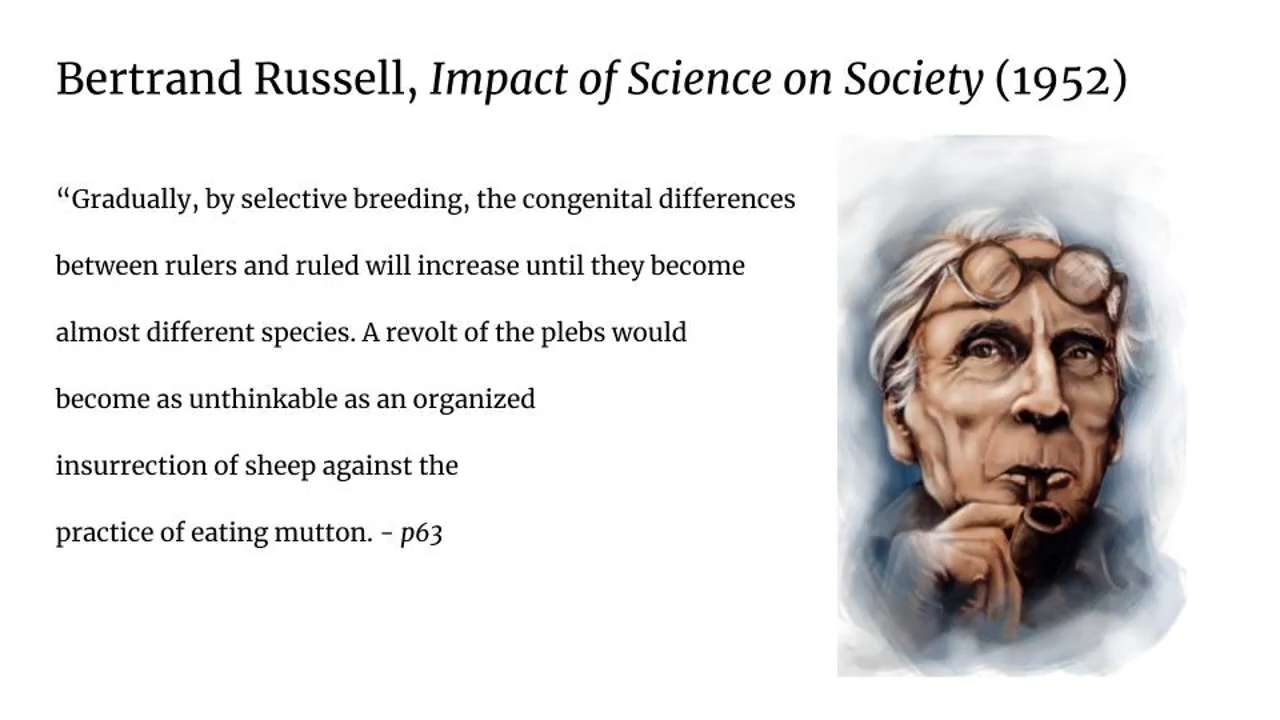 Bertrand Russell, Impact of Science on Society (1952)
“Gradually, by selective breeding, the congenital differences
between rulers and ruled will increase until they become
almost different species. A revolt of the plebs would
become as unthinkable as an organized
insurrection of sheep against the
practice of eating mutton. - p63